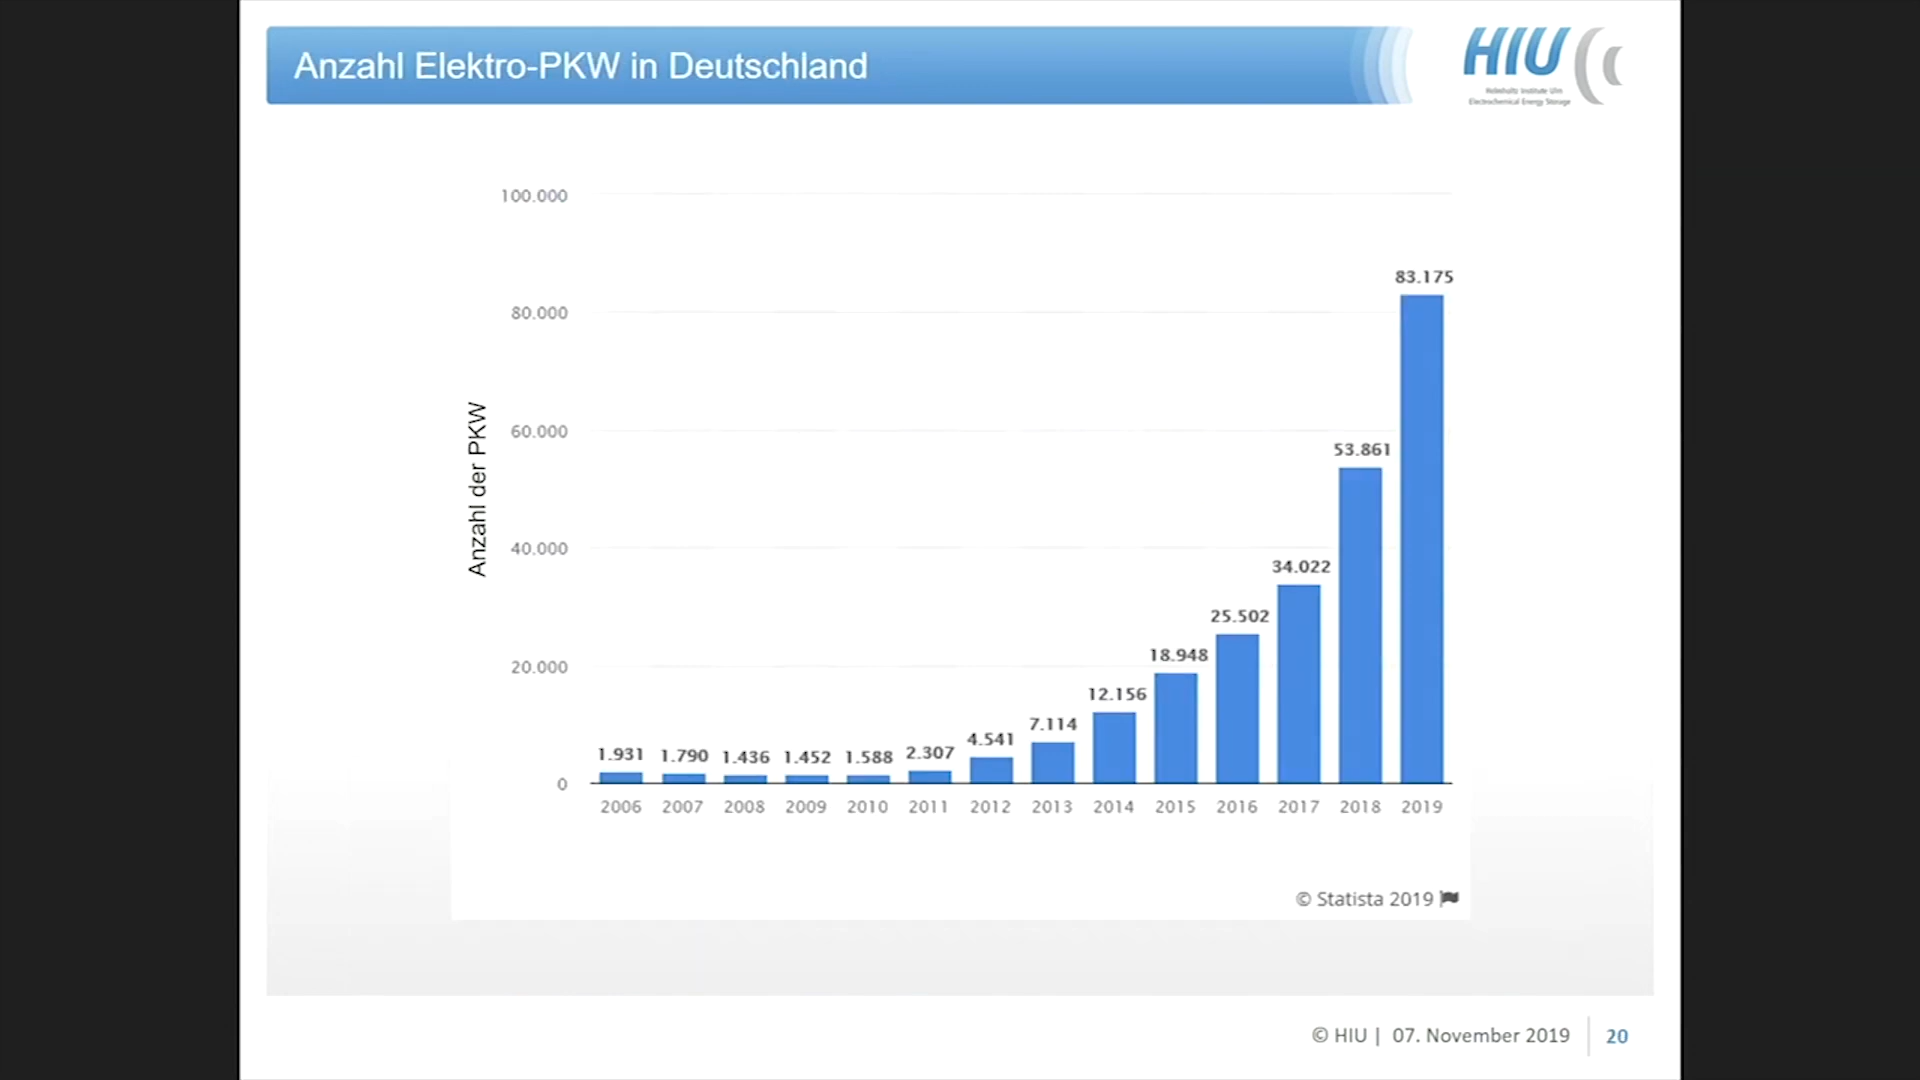 Anzahl Elektro-PKW in Deutschland
HIU
Helmholtz Institute Ulm
Electrochemical Energy Storage
Anzahl der PKW
100.000
80.000
60.000
40.000
20.000
0
1.931 1.790 1.436 1.452 1.588 2.307 4.541 7.114 12.156 18.948 25.502 34.022 53.861 83.175
2006 2007 2008 2009 2010 2011 2012 2013 2014 2015 2016 2017 2018 2019
© Statista 2019
© HIU | 07. November 2019 20